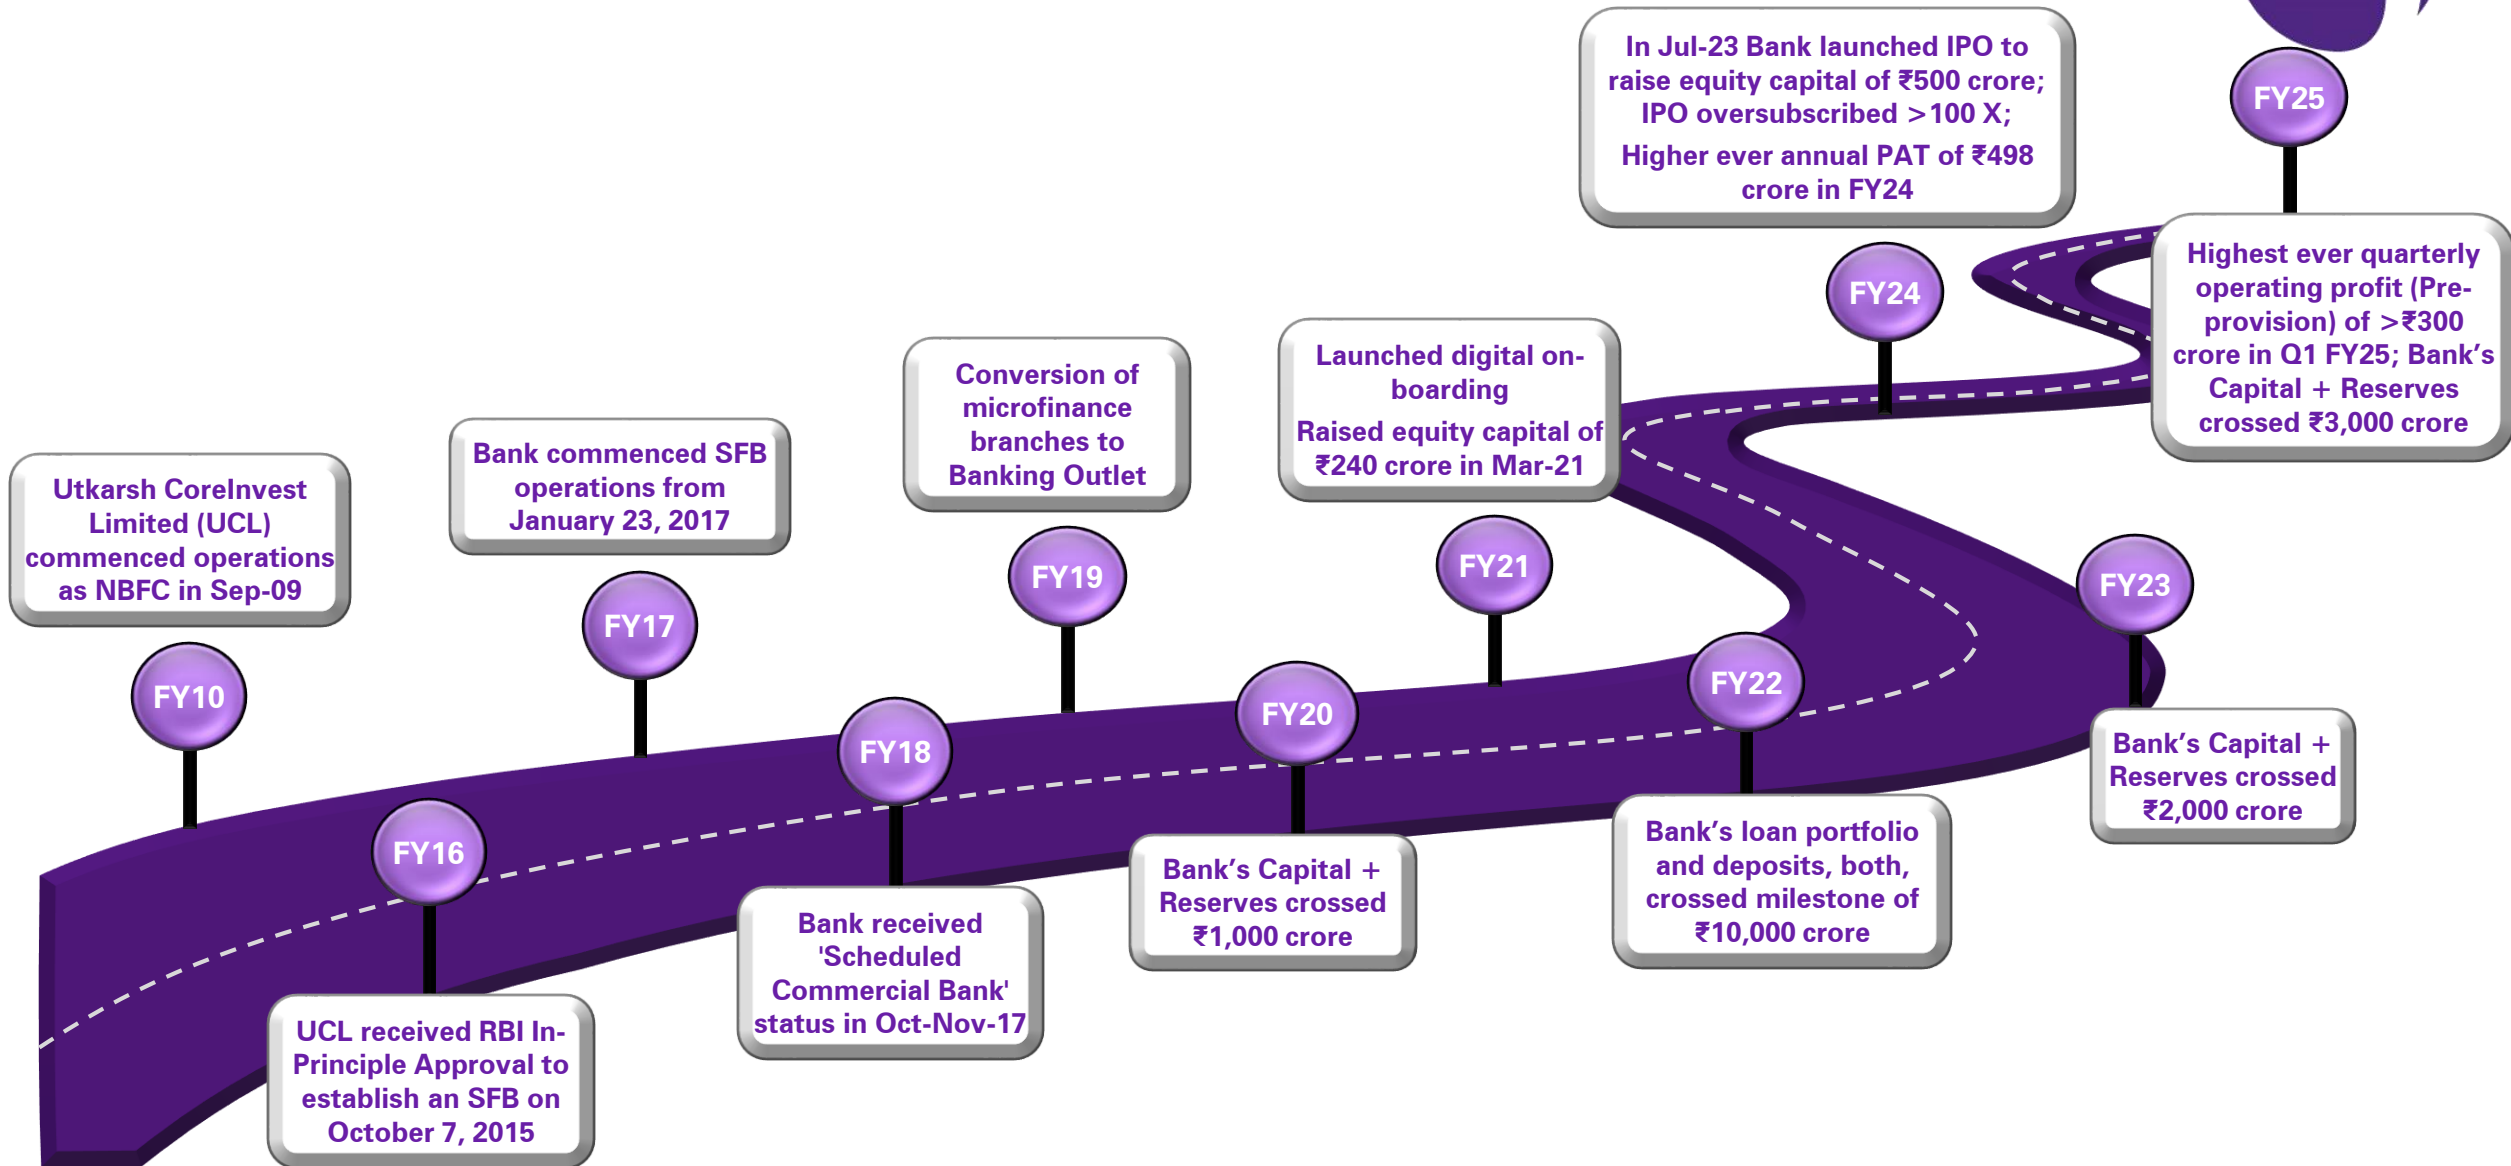 Utkarsh CoreInvest
Limited (UCL)
commenced operations
as NBFC in Sep-09
FY10
FY16
UCL received RBI In-
Principle Approval to
establish an SFB on
October 7, 2015
Bank commenced SFB
operations from
January 23, 2017
FY17
FY18
Bank received
'Scheduled
Commercial Bank'
status in Oct-Nov-17
Conversion of
microfinance
branches to
Banking Outlet
FY19
FY20
Bank’s Capital +
Reserves crossed
₹1,000 crore
Launched digital on-
boarding
Raised equity capital of
₹240 crore in Mar-21
FY21
FY22
Bank’s loan portfolio
and deposits, both,
crossed milestone of
₹10,000 crore
FY23
Bank’s Capital +
Reserves crossed
₹2,000 crore
In Jul-23 Bank launched IPO to
raise equity capital of ₹500 crore;
IPO oversubscribed >100 X;
Higher ever annual PAT of ₹498
crore in FY24
FY24
FY25
Highest ever quarterly
operating profit (Pre-
provision) of >₹300
crore in Q1 FY25; Bank’s
Capital + Reserves
crossed ₹3,000 crore